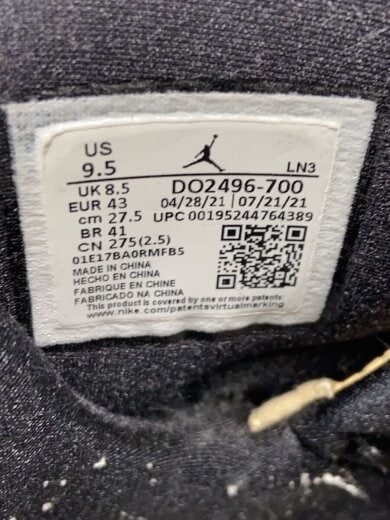 US
9.5 LN3
UK 8.5 DO2496-700
EUR 43 04/28/21 | 07/21/21
cm 27.5 UPC 00195244764389
BR 41
CN 275(2.5)
01E17BA0RMFB5
MADE IN CHINA
HECHO EN CHINA
FABRIQUE EN CHINE
FABRICADO NA CHINA
This product is covered by one or more patents:
www.nike.com/patentsvirtualmarking